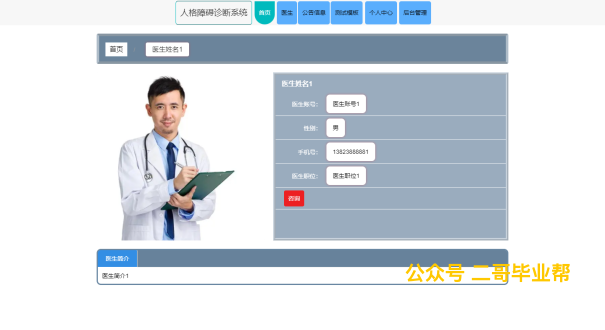 人格障碍诊断系统 首页 医生 公告信息 测试模板 个人中心 后台管理
首页 医生姓名1
医生姓名1
医生账号: 医生账号1
性别: 男
手机号: 13823888881
医生职位: 医生职位1
咨询
医生简介
医生简介1
公众号 二哥毕业帮